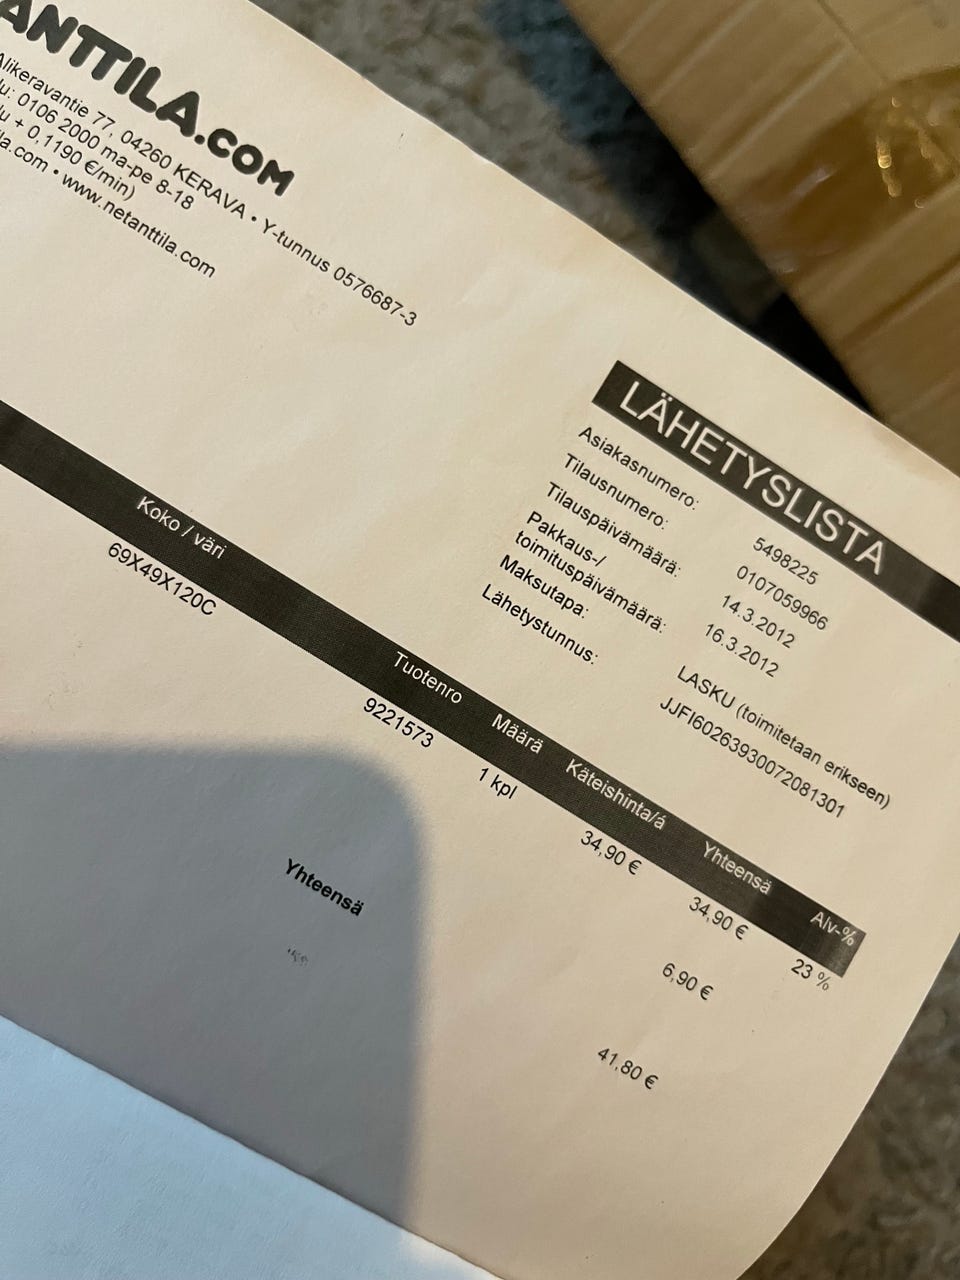 ANTTILA.COM
Alikeravantie 77, 04260 KERAVA • Y-tunnus 0576687-3
lu: 0106 2000 ma-pe 8-18
lu + 0,1190 €/min)
la.com • www.netanttila.com
LÄHETYSLISTA
Asiakasnumero: 5498225
Tilausnumero: 0107059966
Tilauspäivämäärä: 14.3.2012
Pakkaus-/
toimituspäivämäärä: 16.3.2012
Maksutapa: LASKU (toimitetaan erikseen)
Lähetystunnus: JJFI60263930072081301
Koko / väri Tuotenro Määrä Käteishinta/á Yhteensä Alv-%
69X49X120C 9221573 1 kpl 34,90 € 34,90 € 23 %
6,90 €
Yhteensä 41,80 €